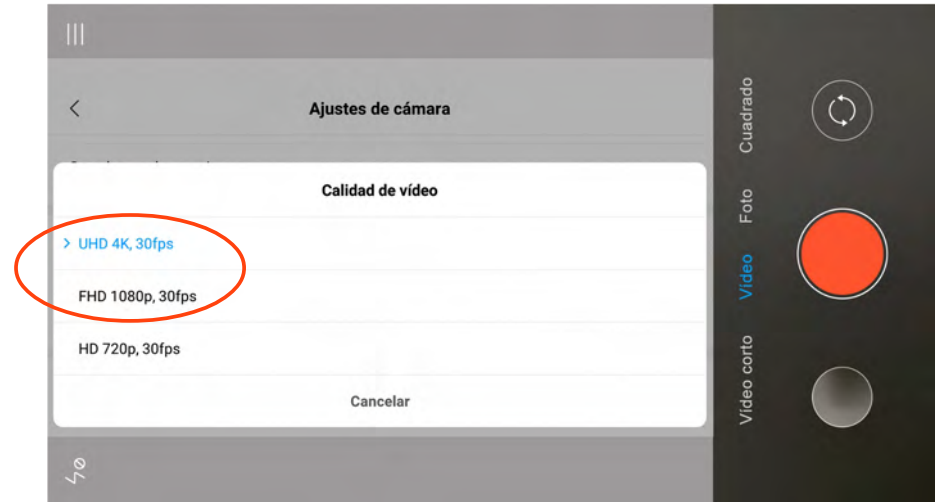 Ajustes de cámara
Calidad de vídeo
> UHD 4K, 30fps
FHD 1080p, 30fps
HD 720p, 30fps
Cancelar
Cuadrado
Foto
Vídeo
Vídeo corto